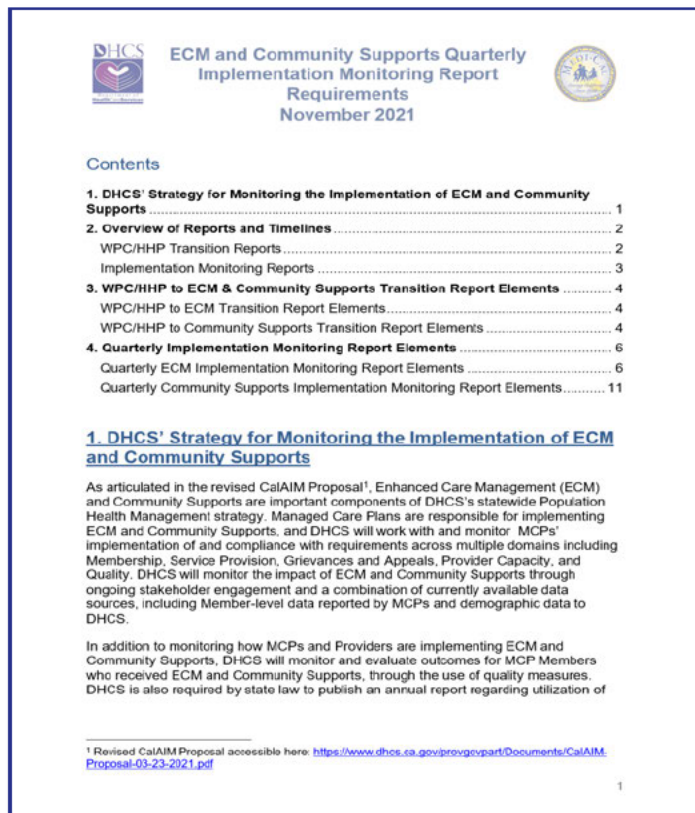 DHCS
ECM and Community Supports Quarterly
Implementation Monitoring Report
Requirements
November 2021
MEDI-CAL
Contents
1. DHCS' Strategy for Monitoring the Implementation of ECM and Community
Supports ........................................................................ 1
2. Overview of Reports and Timelines ........................................ 2
WPC/HHP Transition Reports ................................................ 2
Implementation Monitoring Reports ........................................ 3
3. WPC/HHP to ECM & Community Supports Transition Report Elements ........... 4
WPC/HHP to ECM Transition Report Elements .................................. 4
WPC/HHP to Community Supports Transition Report Elements ................... 4
4. Quarterly Implementation Monitoring Report Elements ...................... 6
Quarterly ECM Implementation Monitoring Report Elements .................... 6
Quarterly Community Supports Implementation Monitoring Report Elements ........... 11
1. DHCS' Strategy for Monitoring the Implementation of ECM
and Community Supports
As articulated in the revised CalAIM Proposal¹, Enhanced Care Management (ECM)
and Community Supports are important components of DHCS's statewide Population
Health Management strategy. Managed Care Plans are responsible for implementing
ECM and Community Supports, and DHCS will work with and monitor MCPs'
implementation of and compliance with requirements across multiple domains including
Membership, Service Provision, Grievances and Appeals, Provider Capacity, and
Quality. DHCS will monitor the impact of ECM and Community Supports through
ongoing stakeholder engagement and a combination of currently available data
sources, including Member-level data reported by MCPs and demographic data to
DHCS.
In addition to monitoring how MCPs and Providers are implementing ECM and
Community Supports, DHCS will monitor and evaluate outcomes for MCP Members
who received ECM and Community Supports, through the use of quality measures.
DHCS is also required by state law to publish an annual report regarding utilization of
¹ Revised CalAIM Proposal accessible here: https://www.dhcs.ca.gov/provgovpart/Documents/CalAIM-
Proposal-03-23-2021.pdf
1